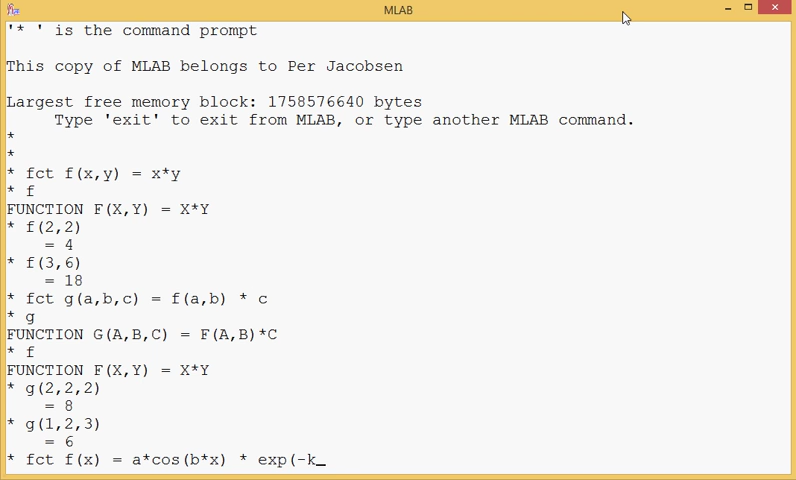 MLAB
'* ' is the command prompt
This copy of MLAB belongs to Per Jacobsen
Largest free memory block: 1758576640 bytes
Type 'exit' to exit from MLAB, or type another MLAB command.
*
*
* fct f(x,y) = x*y
* f
FUNCTION F(X,Y) = X*Y
* f(2,2)
= 4
* f(3,6)
= 18
* fct g(a,b,c) = f(a,b) * c
* g
FUNCTION G(A,B,C) = F(A,B)*C
* f
FUNCTION F(X,Y) = X*Y
* g(2,2,2)
= 8
* g(1,2,3)
= 6
* fct f(x) = a*cos(b*x) * exp(-k_